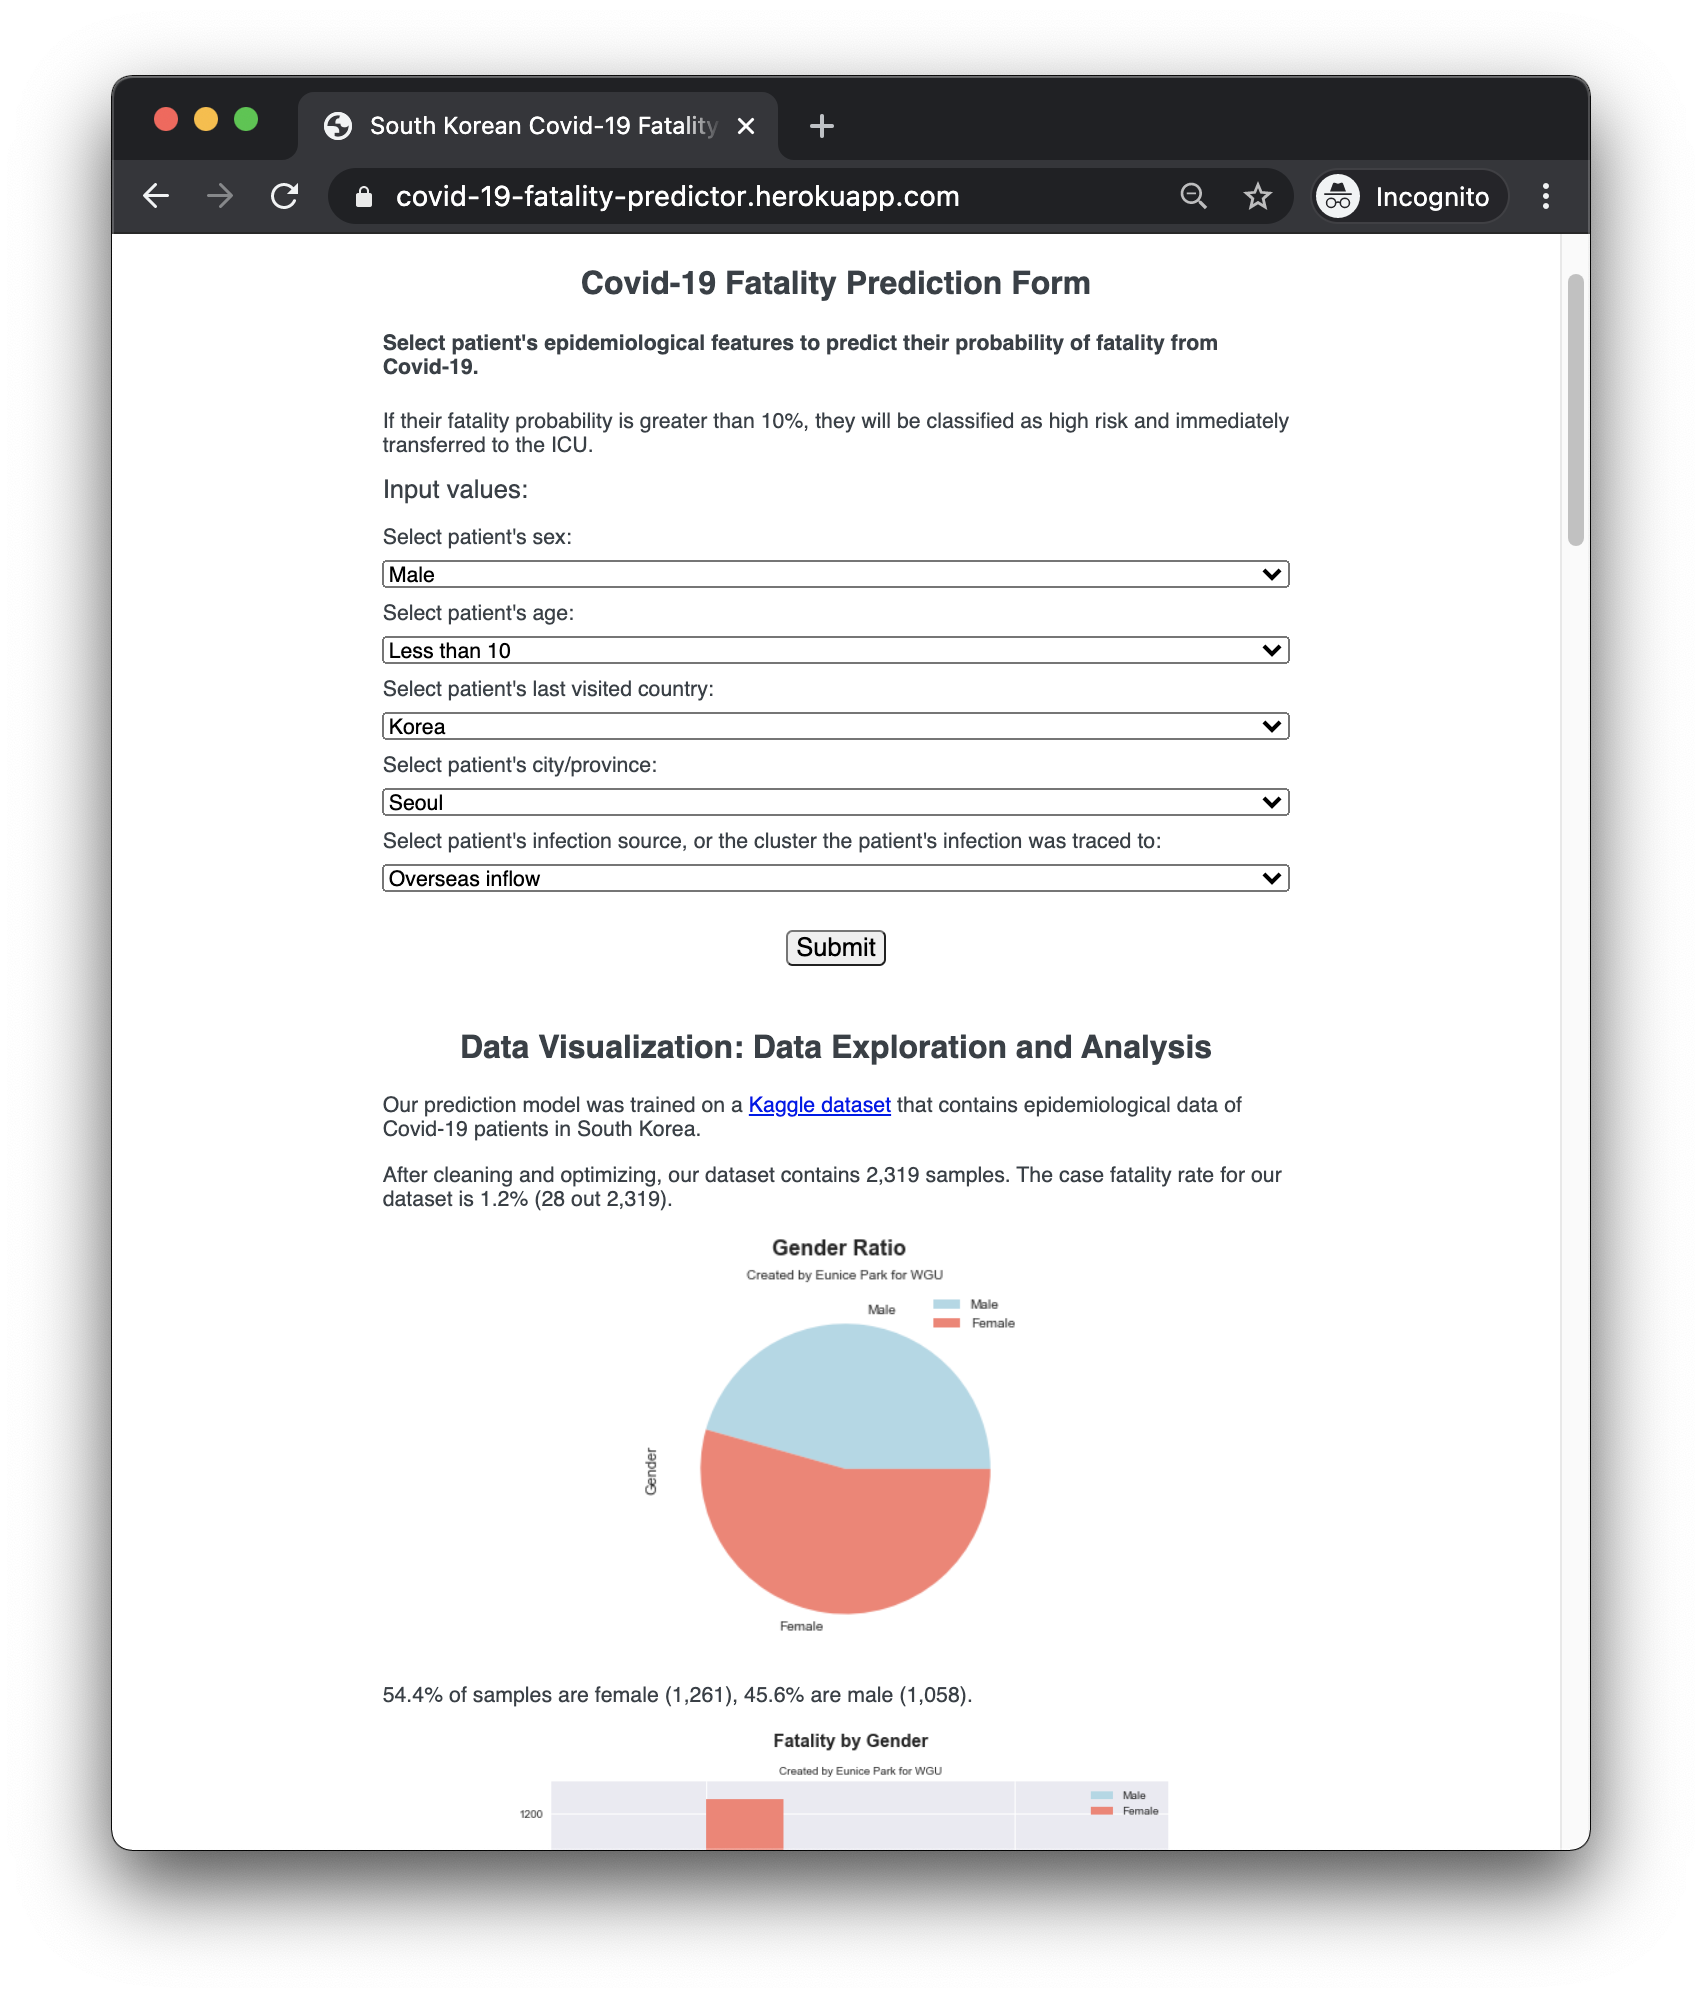 South Korean Covid-19 Fatality
covid-19-fatality-predictor.herokuapp.com
Incognito
Covid-19 Fatality Prediction Form
Select patient's epidemiological features to predict their probability of fatality from
Covid-19.
If their fatality probability is greater than 10%, they will be classified as high risk and immediately
transferred to the ICU.
Input values:
Select patient's sex:
Male
Select patient's age:
Less than 10
Select patient's last visited country:
Korea
Select patient's city/province:
Seoul
Select patient's infection source, or the cluster the patient's infection was traced to:
Overseas inflow
Submit
Data Visualization: Data Exploration and Analysis
Our prediction model was trained on a Kaggle dataset that contains epidemiological data of
Covid-19 patients in South Korea.
After cleaning and optimizing, our dataset contains 2,319 samples. The case fatality rate for our
dataset is 1.2% (28 out 2,319).
Gender Ratio
Created by Eunice Park for WGU
Male
Male
Female
Gender
Female
54.4% of samples are female (1,261), 45.6% are male (1,058).
Fatality by Gender
Created by Eunice Park for WGU
Male
Female
1200